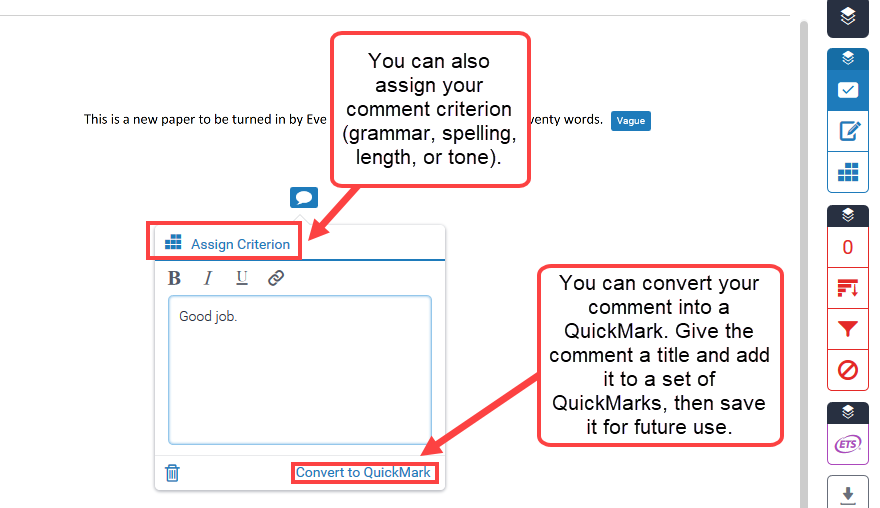 You can also
assign your
comment criterion
(grammar, spelling,
length, or tone).
This is a new paper to be turned in by Eve
words.
Vague
Assign Criterion
B I U
Good job.
You can convert your
comment into a
QuickMark. Give the
comment a title and add
it to a set of
QuickMarks, then save
it for future use.
Convert to QuickMark
0
ETS